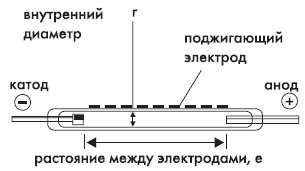 внутренний
диаметр
r
поджигающий
электрод
катод
анод
−
+
растояние между электродами, e